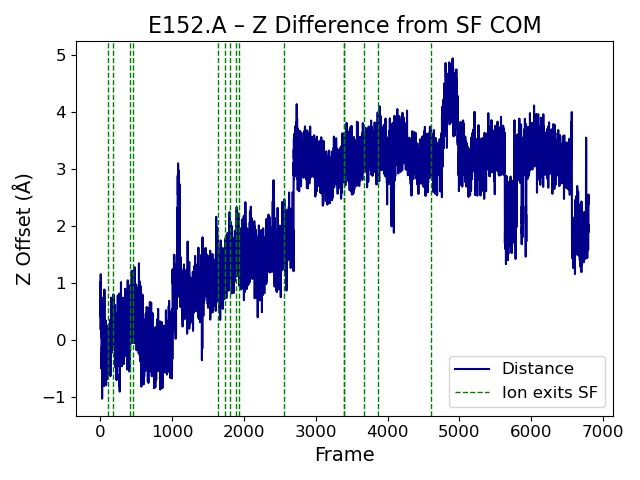 E152.A – Z Difference from SF COM
Z Offset (Å)
5
4
3
2
1
0
−1
Distance
Ion exits SF
0 1000 2000 3000 4000 5000 6000 7000
Frame